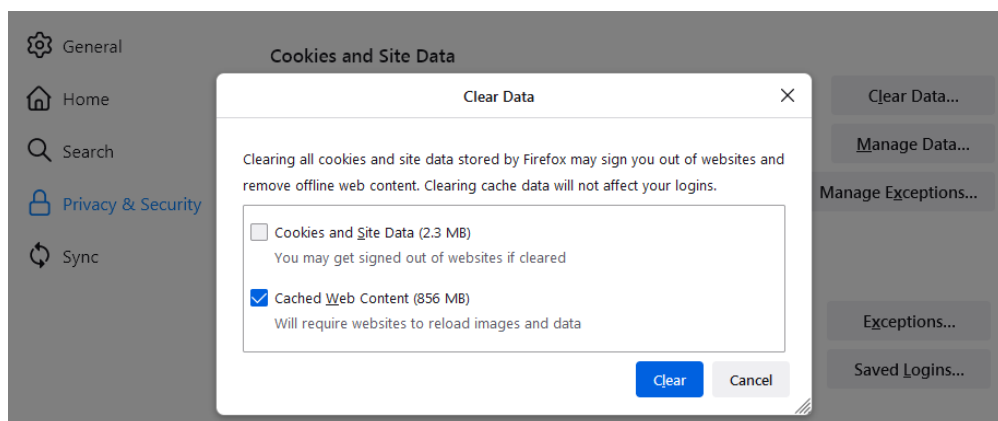 General
Home
Search
Privacy & Security
Sync
Cookies and Site Data
Clear Data...
Manage Data...
Manage Exceptions...
Exceptions...
Saved Logins...
Clear Data
Clearing all cookies and site data stored by Firefox may sign you out of websites and
remove offline web content. Clearing cache data will not affect your logins.
Cookies and Site Data (2.3 MB)
You may get signed out of websites if cleared
Cached Web Content (856 MB)
Will require websites to reload images and data
Clear
Cancel